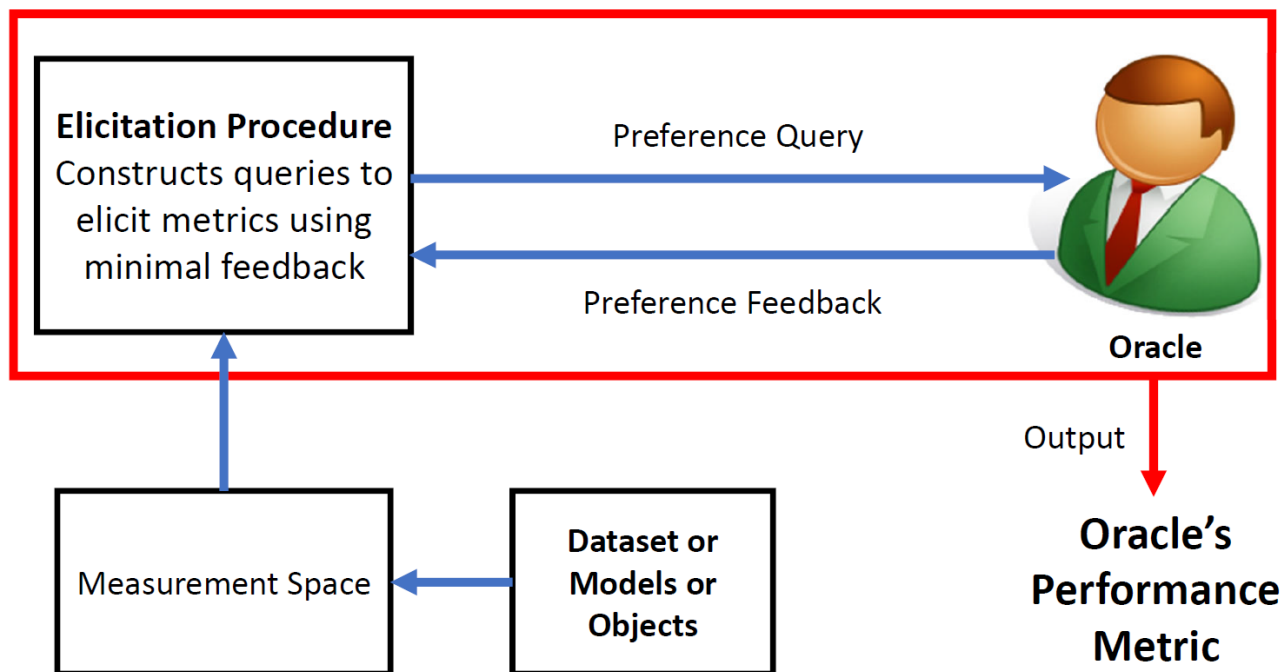 Elicitation Procedure
Constructs queries to
elicit metrics using
minimal feedback
Preference Query
Preference Feedback
Oracle
Output
Measurement Space
Dataset or
Models or
Objects
Oracle’s
Performance
Metric